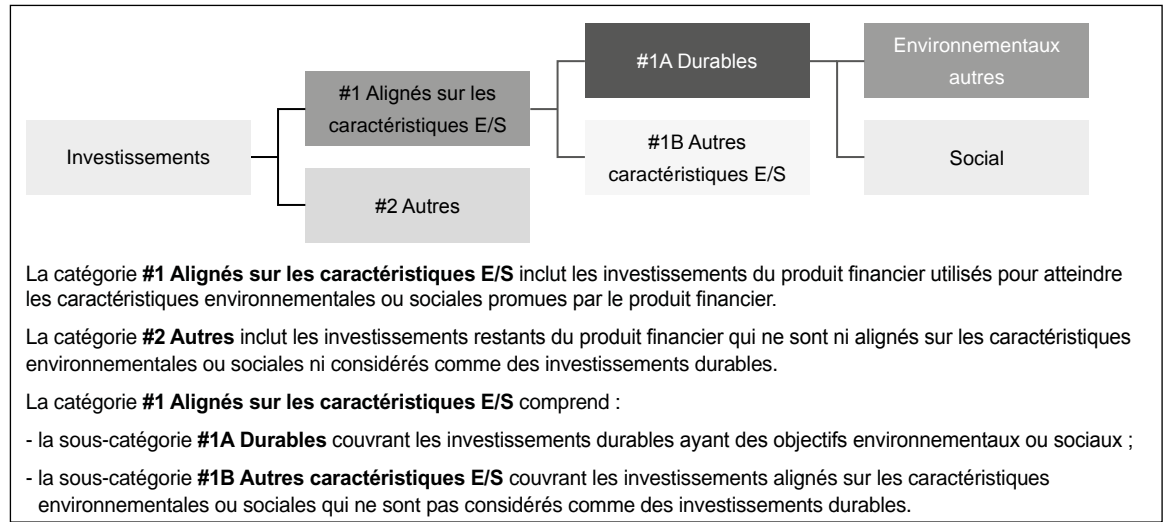 #1A Durables
Environnementaux
autres
#1 Alignés sur les
caractéristiques E/S
Investissements
#1B Autres
caractéristiques E/S
Social
#2 Autres
La catégorie #1 Alignés sur les caractéristiques E/S inclut les investissements du produit financier utilisés pour atteindre
les caractéristiques environnementales ou sociales promues par le produit financier.
La catégorie #2 Autres inclut les investissements restants du produit financier qui ne sont ni alignés sur les caractéristiques
environnementales ou sociales ni considérés comme des investissements durables.
La catégorie #1 Alignés sur les caractéristiques E/S comprend :
- la sous-catégorie #1A Durables couvrant les investissements durables ayant des objectifs environnementaux ou sociaux ;
- la sous-catégorie #1B Autres caractéristiques E/S couvrant les investissements alignés sur les caractéristiques
environnementales ou sociales qui ne sont pas considérés comme des investissements durables.